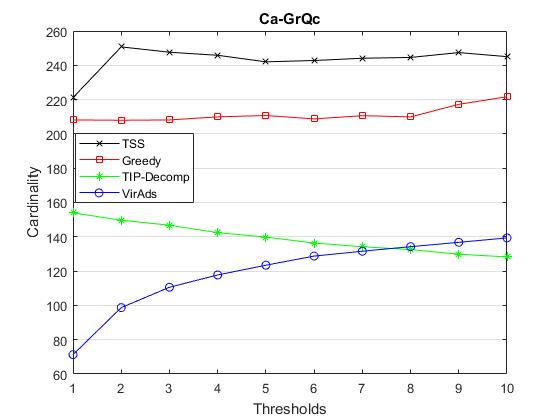 Ca-GrQc
260
240
220
200
180
160
140
120
100
80
60
Cardinality
TSS
Greedy
TIP-Decomp
VirAds
1 2 3 4 5 6 7 8 9 10
Thresholds